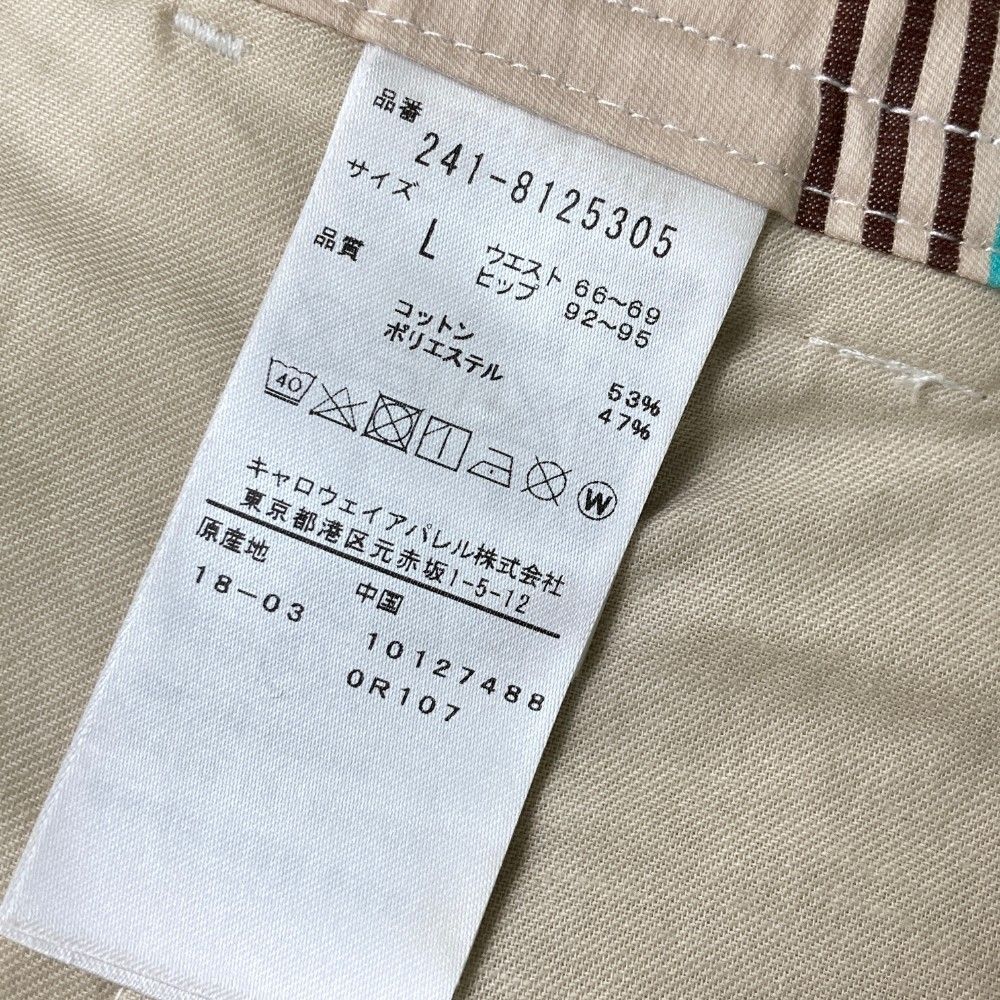 品番
241-8125305
サイズ
L ウエスト 66〜69
ヒップ 92〜95
品質
コットン 53%
ポリエステル 47%
40
W
キャロウエイアパレル株式会社
東京都港区元赤坂1-5-12
原産地 中国
18-03 10127488
0R107